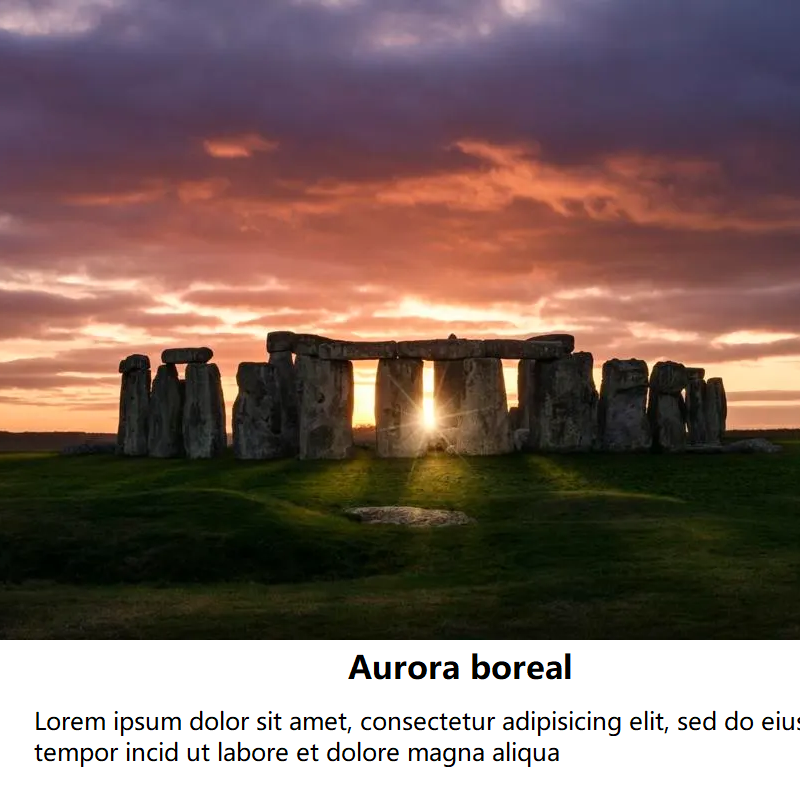 Aurora boreal
Lorem ipsum dolor sit amet, consectetur adipisicing elit, sed do
tempor incid ut labore et dolore magna aliqua